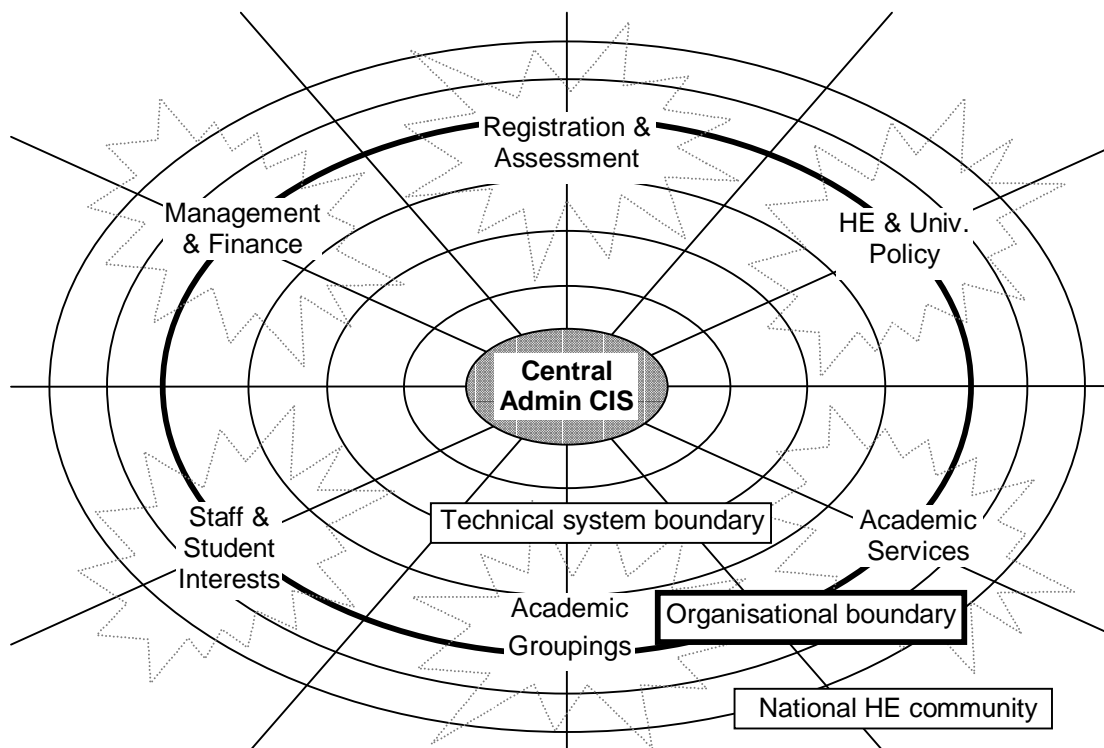 Registration &
Assessment
Management
& Finance
HE & Univ.
Policy
Central
Admin CIS
Technical system boundary
Staff &
Student
Interests
Academic
Services
Academic
Groupings
Organisational boundary
National HE community